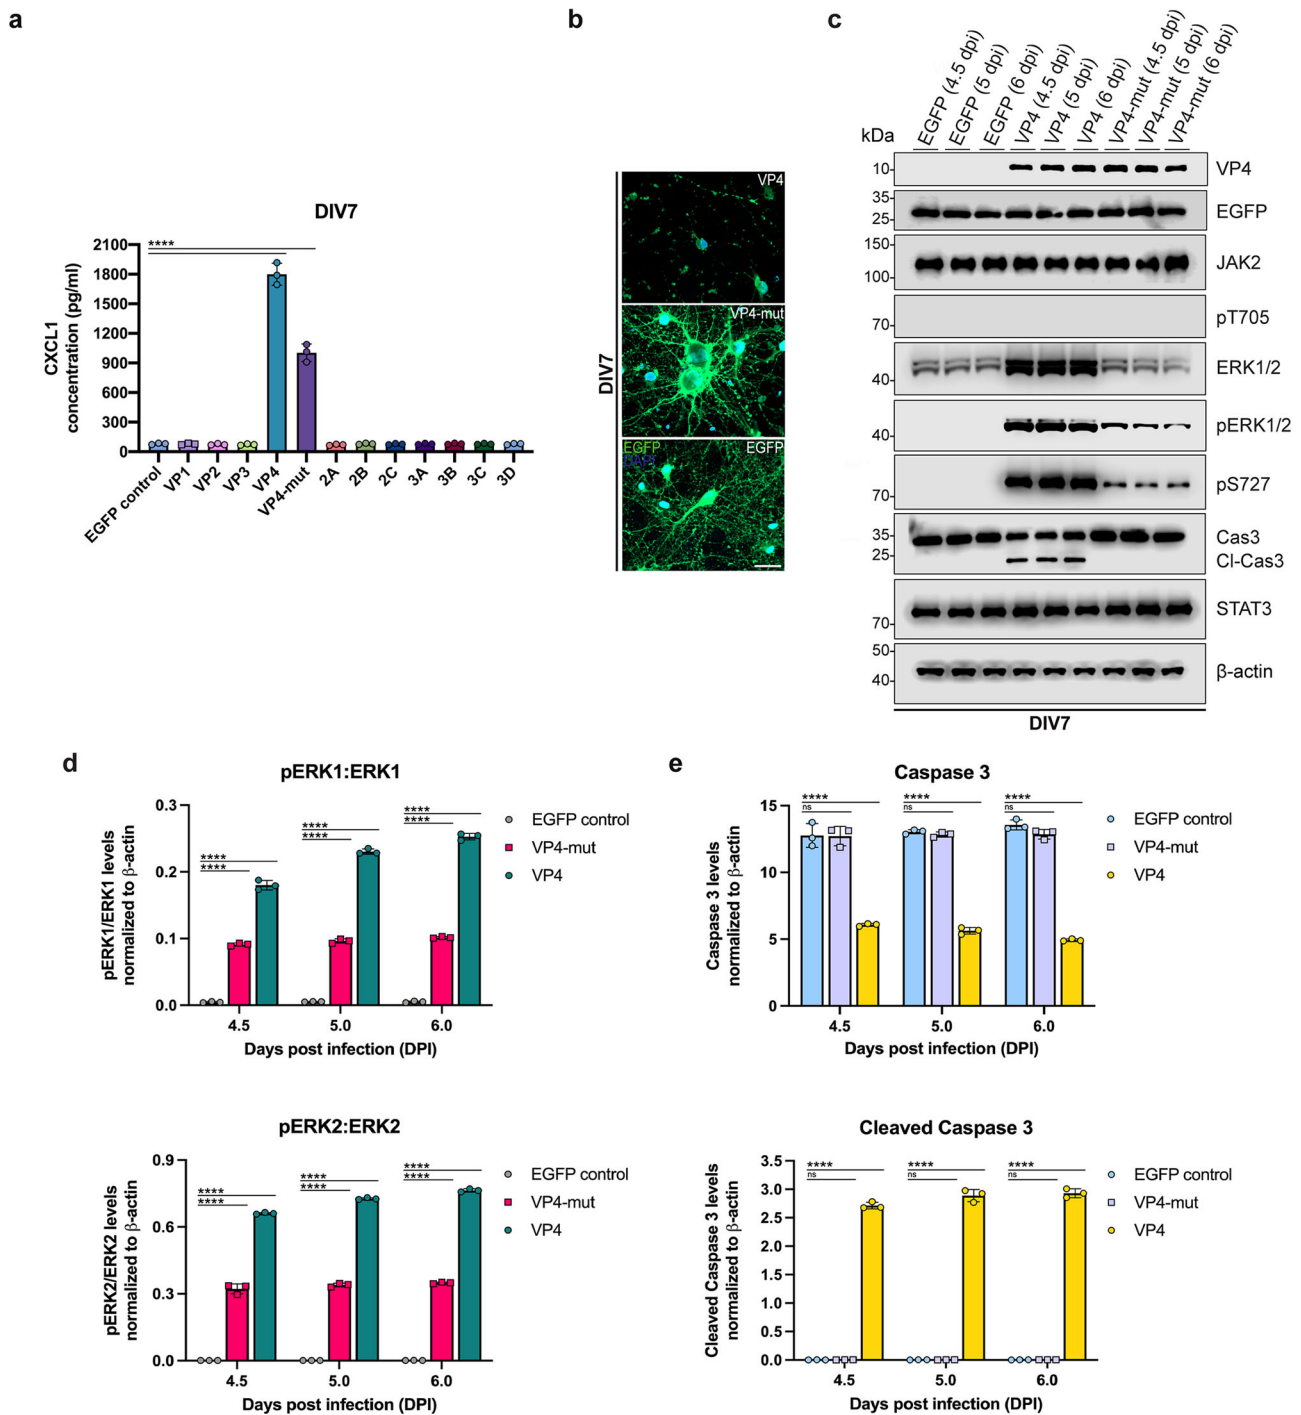 a
DIV7
CXCL1
concentration (pg/ml)
2100
1800
1500
1200
900
600
300
0
****
EGFP control
VP1
VP2
VP3
VP4
VP4-mut
2A
2B
2C
3A
3B
3C
3D
b
DIV7
VP4
VP4-mut
EGFP
EGFP
DAPI
c
kDa
EGFP (4.5 dpi)
EGFP (5 dpi)
EGFP (6 dpi)
VP4 (4.5 dpi)
VP4 (5 dpi)
VP4 (6 dpi)
VP4-mut (4.5 dpi)
VP4-mut (5 dpi)
VP4-mut (6 dpi)
10 VP4
35
25 EGFP
150
100 JAK2
70 pT705
40 ERK1/2
40 pERK1/2
70 pS727
35 Cas3
25 Cl-Cas3
70 STAT3
50
40 β-actin
DIV7
d
pERK1:ERK1
pERK1/ERK1 levels
normalized to β-actin
0.3
0.2
0.1
0.0
****
****
****
****
****
****
4.5 5.0 6.0
Days post infection (DPI)
EGFP control
VP4-mut
VP4
pERK2:ERK2
pERK2/ERK2 levels
normalized to β-actin
0.9
0.6
0.3
0.0
****
****
****
****
****
****
4.5 5.0 6.0
Days post infection (DPI)
EGFP control
VP4-mut
VP4
e
Caspase 3
Caspase 3 levels
normalized to β-actin
15
10
5
0
****
ns
****
ns
****
ns
4.5 5.0 6.0
Days post infection (DPI)
EGFP control
VP4-mut
VP4
Cleaved Caspase 3
Cleaved Caspase 3 levels
normalized to β-actin
3.5
3.0
2.5
2.0
1.5
1.0
0.5
0.0
****
ns
****
ns
****
ns
4.5 5.0 6.0
Days post infection (DPI)
EGFP control
VP4-mut
VP4